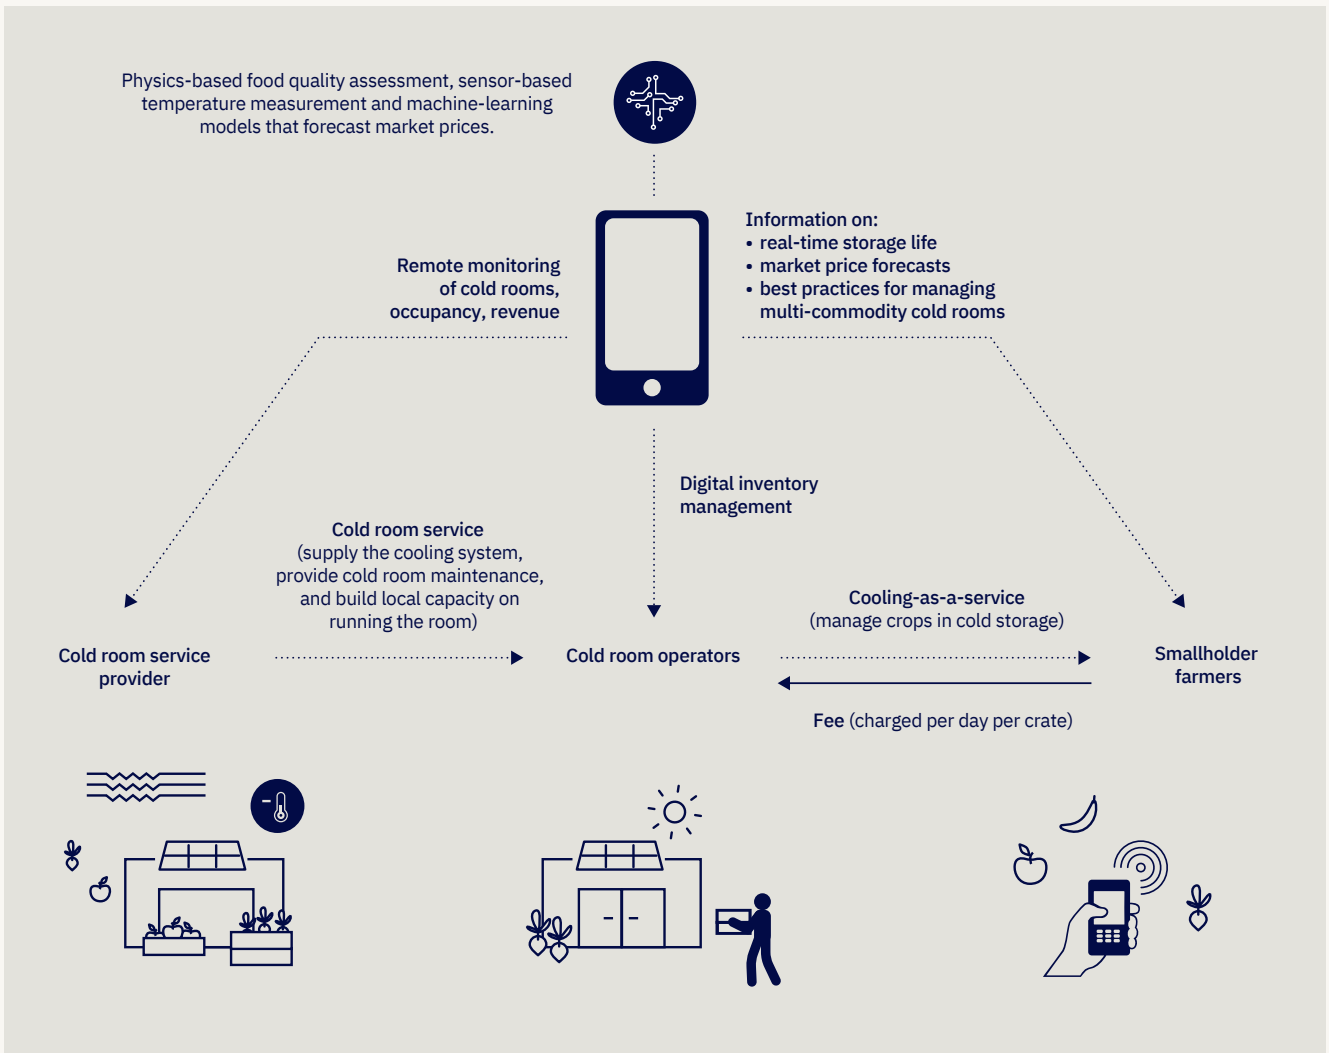 Physics-based food quality assessment, sensor-based
temperature measurement and machine-learning
models that forecast market prices.
Remote monitoring
of cold rooms,
occupancy, revenue
Information on:
• real-time storage life
• market price forecasts
• best practices for managing
multi-commodity cold rooms
Digital inventory
management
Cold room service
(supply the cooling system,
provide cold room maintenance,
and build local capacity on
running the room)
Cooling-as-a-service
(manage crops in cold storage)
Cold room service
provider
Cold room operators
Smallholder
farmers
Fee (charged per day per crate)